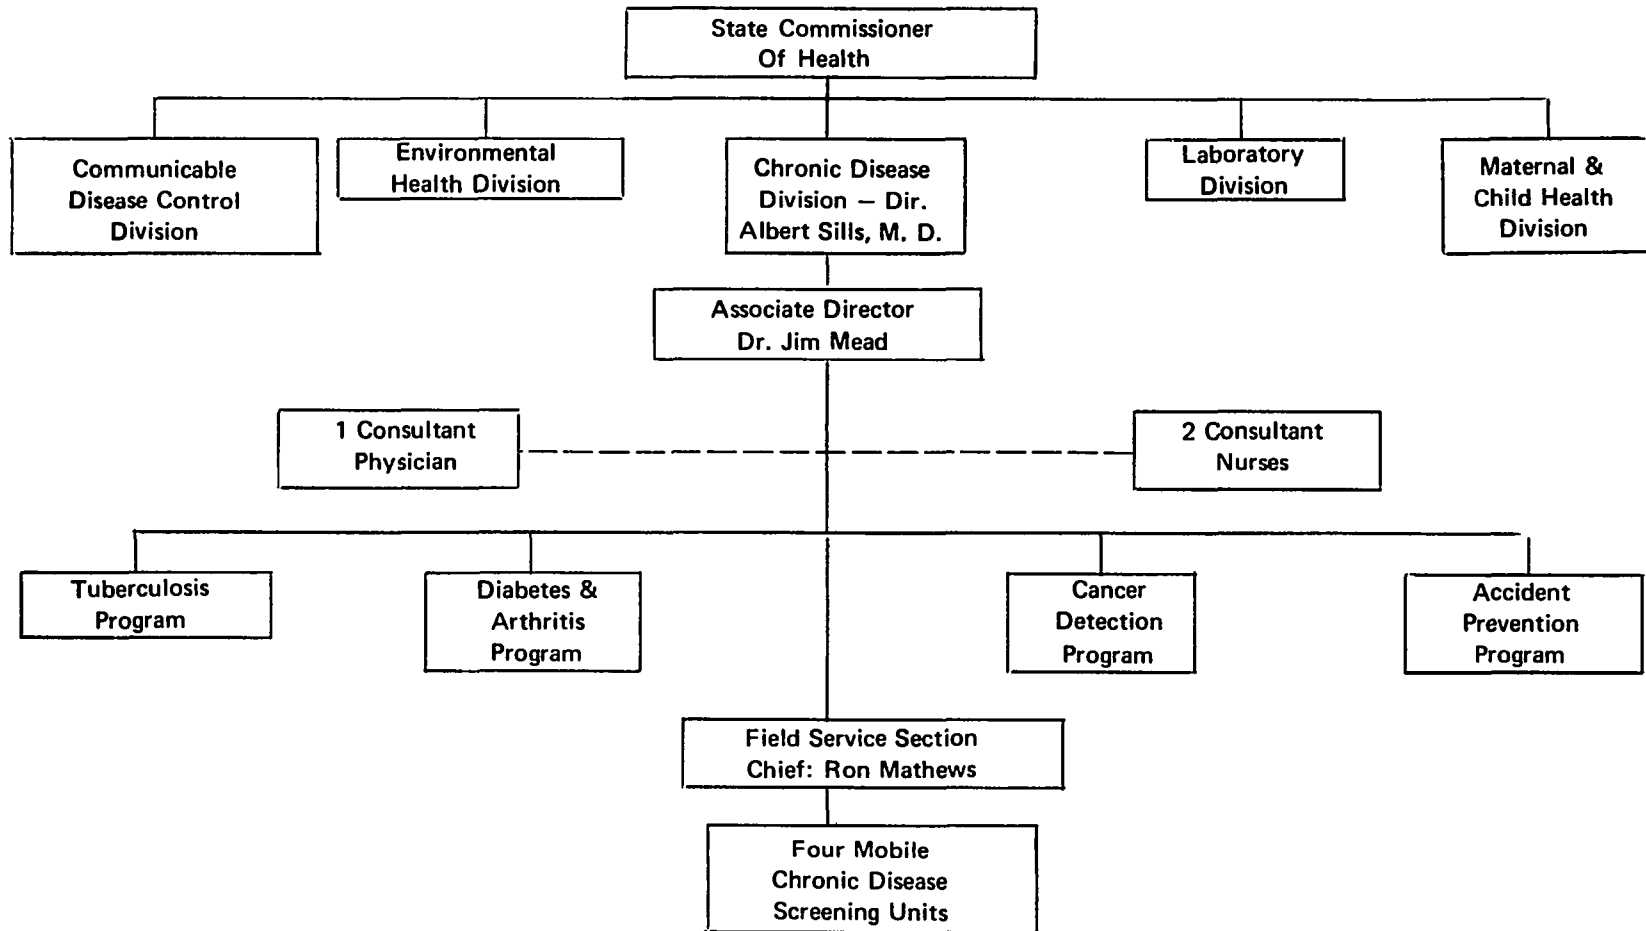 State Commissioner
Of Health
Communicable
Disease Control
Division
Environmental
Health Division
Chronic Disease
Division – Dir.
Albert Sills, M. D.
Laboratory
Division
Maternal &
Child Health
Division
Associate Director
Dr. Jim Mead
1 Consultant
Physician
2 Consultant
Nurses
Tuberculosis
Program
Diabetes &
Arthritis
Program
Cancer
Detection
Program
Accident
Prevention
Program
Field Service Section
Chief: Ron Mathews
Four Mobile
Chronic Disease
Screening Units